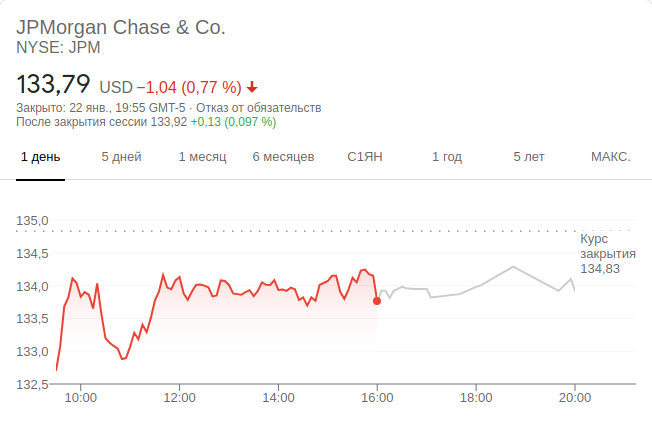 JPMorgan Chase & Co.
NYSE: JPM
133,79 USD −1,04 (0,77 %)
Закрыто: 22 янв., 19:55 GMT-5 · Отказ от обязательств
После закрытия сессии 133,92 +0,13 (0,097 %)
1 день 5 дней 1 месяц 6 месяцев С1ЯН 1 год 5 лет МАКС.
135,0
Курс
закрытия
134,83
134,5
134,0
133,5
133,0
132,5
10:00 12:00 14:00 16:00 18:00 20:00